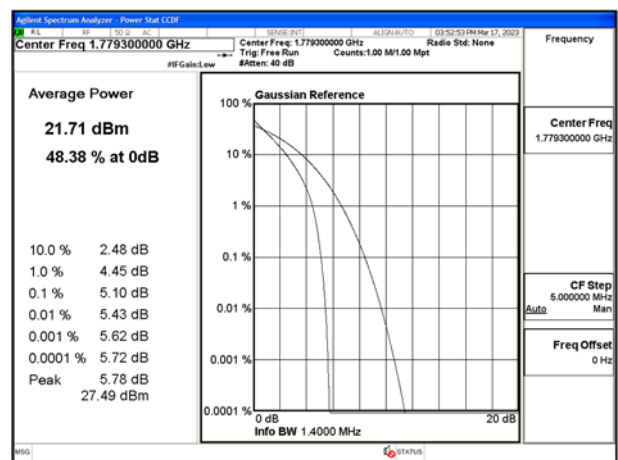 Agilent Spectrum Analyzer - Power Stat CCDF
RL RF 50 Ω AC SENSE:INT ALIGNAUTO 03:52:53 PM Mar 17, 2023
Center Freq 1.779300000 GHz
Center Freq: 1.779300000 GHz Radio Std: None
Trig: Free Run Counts:1.00 M/1.00 Mpt
#IFGain:Low #Atten: 40 dB
Frequency
Average Power
21.71 dBm
48.38 % at 0dB
10.0 % 2.48 dB
1.0 % 4.45 dB
0.1 % 5.10 dB
0.01 % 5.43 dB
0.001 % 5.62 dB
0.0001 % 5.72 dB
Peak 5.78 dB
27.49 dBm
Gaussian Reference
100 %
10 %
1 %
0.1 %
0.01 %
0.001 %
0.0001 %
0 dB 20 dB
Info BW 1.4000 MHz
Center Freq
1.779300000 GHz
CF Step
5.000000 MHz
Auto Man
Freq Offset
0 Hz
MSG STATUS